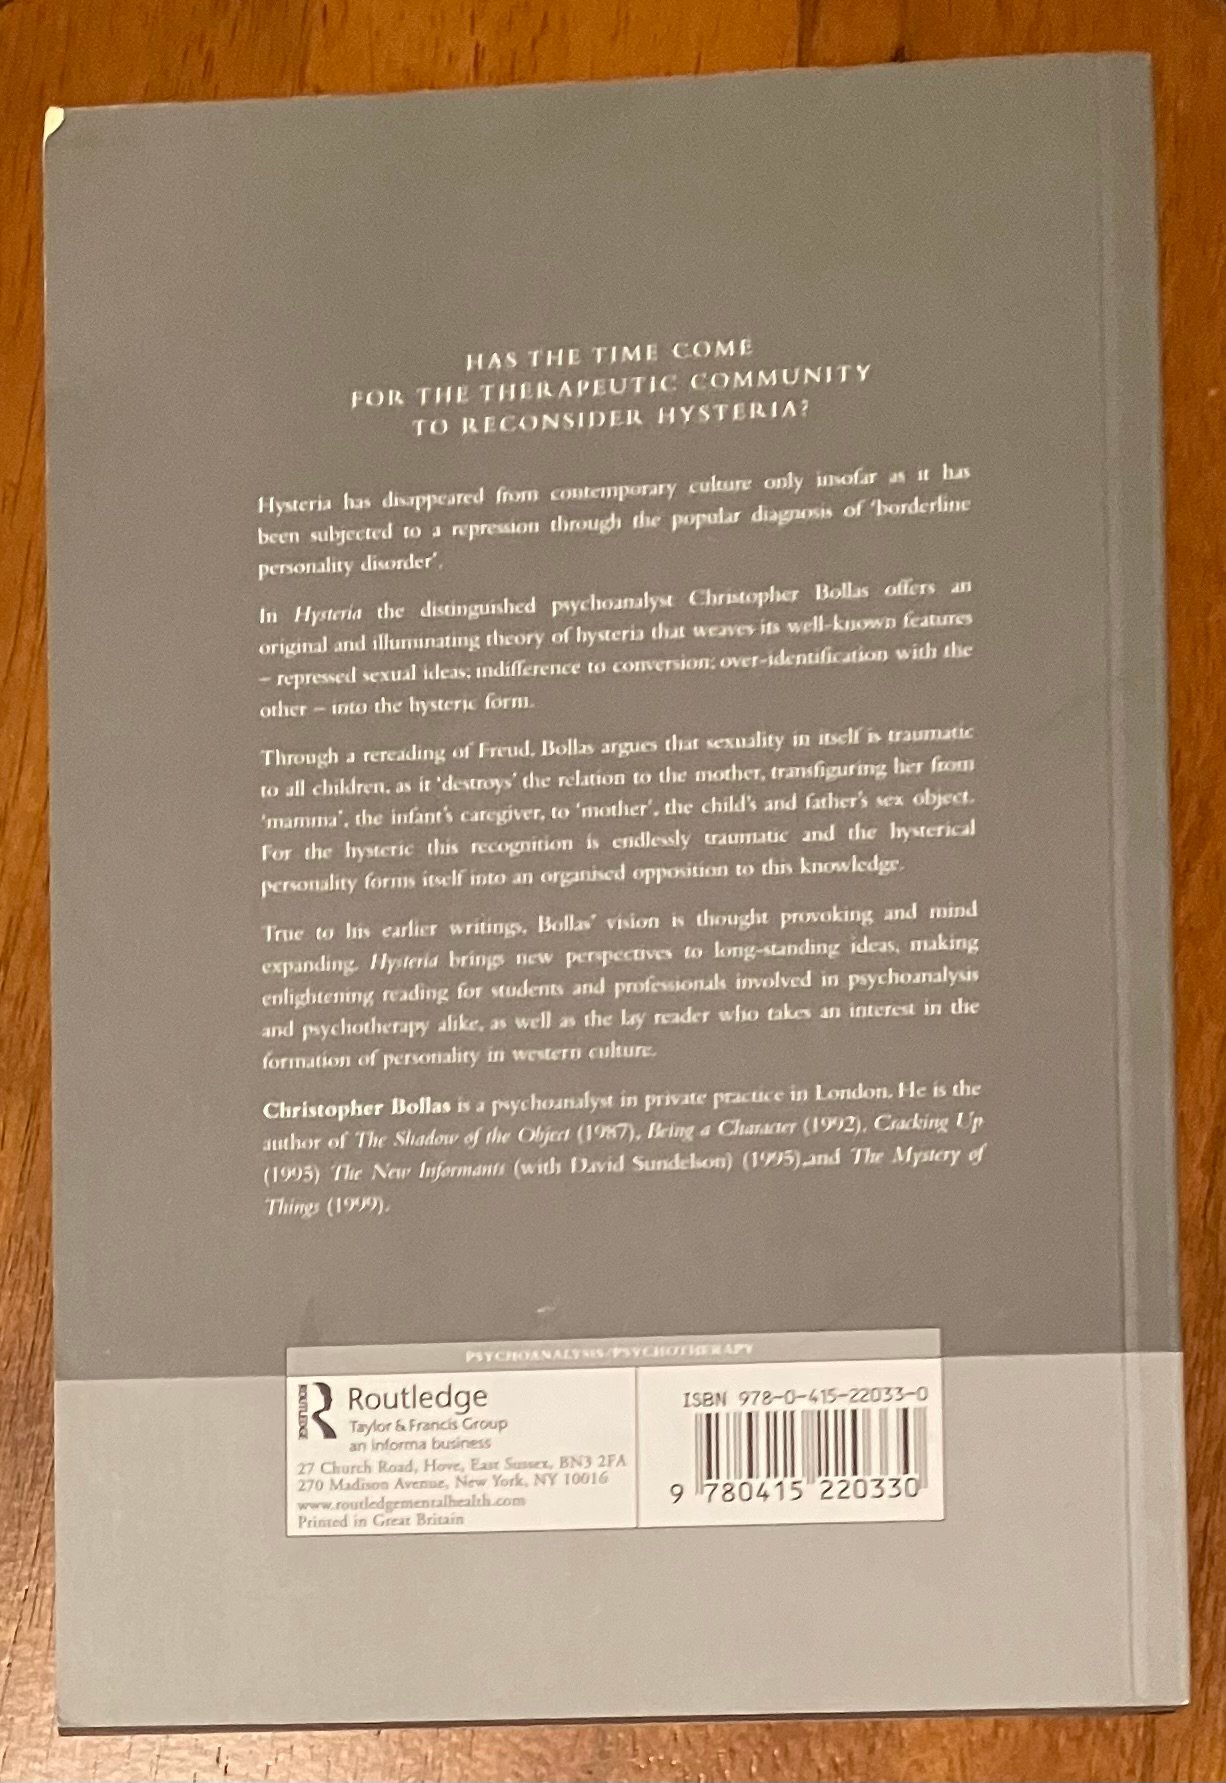 HAS THE TIME COME
FOR THE THERAPEUTIC COMMUNITY
TO RECONSIDER HYSTERIA?
Hysteria has disappeared from contemporary culture only insofar as it has
been subjected to a repression through the popular diagnosis of 'borderline
personality disorder'.
In Hysteria the distinguished psychoanalyst Christopher Bollas offers an
original and illuminating theory of hysteria that weaves its well-known features
– repressed sexual ideas; indifference to conversion; over-identification with the
other – into the hysteric form.
Through a rereading of Freud, Bollas argues that sexuality in itself is traumatic
to all children, as it 'destroys' the relation to the mother, transfiguring her from
'mamma', the infant's caregiver, to 'mother', the child's and father's sex object.
For the hysteric this recognition is endlessly traumatic and the hysterical
personality forms itself into an organised opposition to this knowledge.
True to his earlier writings, Bollas' vision is thought provoking and mind
expanding. Hysteria brings new perspectives to long-standing ideas, making
enlightening reading for students and professionals involved in psychoanalysis
and psychotherapy alike, as well as the lay reader who takes an interest in the
formation of personality in western culture.
Christopher Bollas is a psychoanalyst in private practice in London. He is the
author of The Shadow of the Object (1987), Being a Character (1992), Cracking Up
(1995) The New Informants (with David Sundelson) (1995),and The Mystery of
Things (1999).
PSYCHOANALYSIS/PSYCHOTHERAPY
ROUTLEDGE
Routledge
Taylor & Francis Group
an informa business
27 Church Road, Hove, East Sussex, BN3 2FA
270 Madison Avenue, New York, NY 10016
www.routledgementalhealth.com
Printed in Great Britain
ISBN 978-0-415-22033-0
9 780415 220330